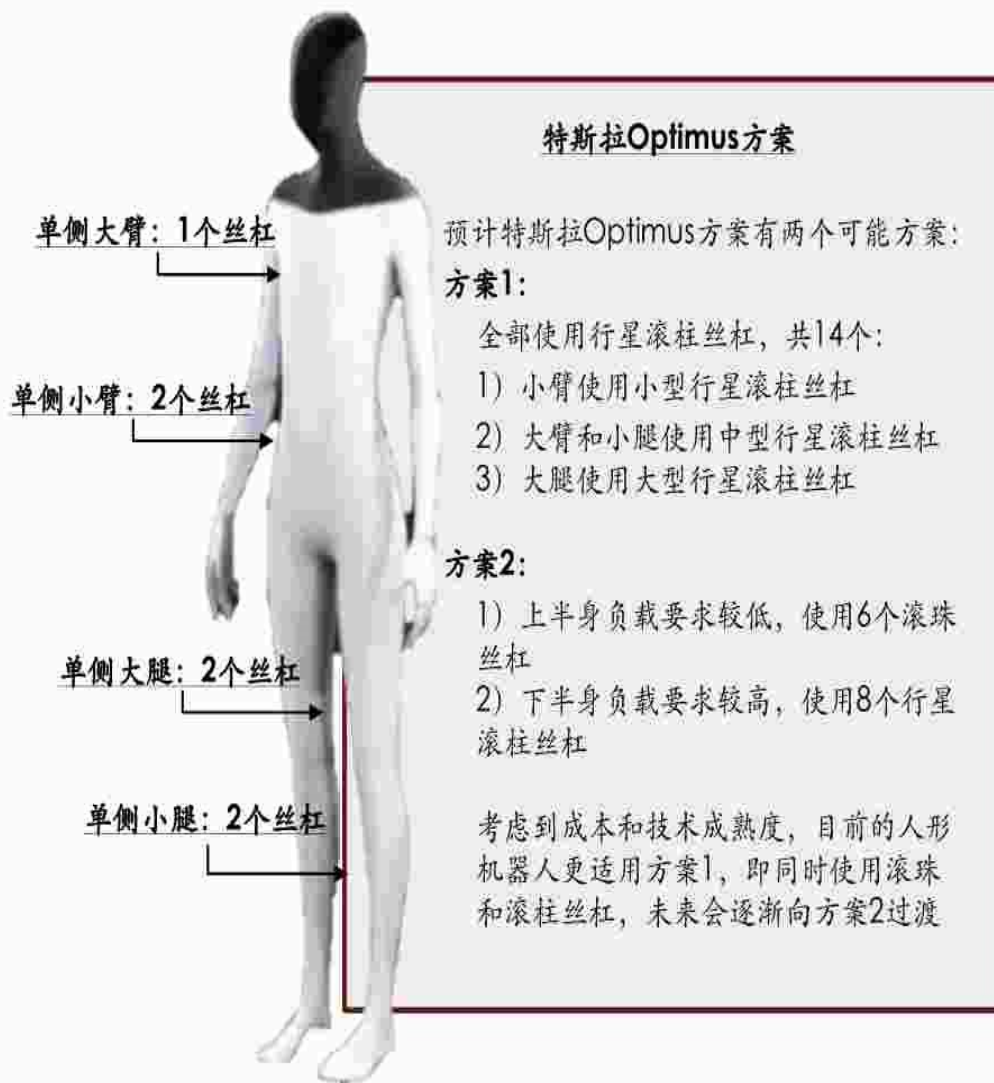 特斯拉Optimus方案
单侧大臂：1个丝杠
预计特斯拉Optimus方案有两个可能方案：
方案1：
全部使用行星滚柱丝杠，共14个：
1）小臂使用小型行星滚柱丝杠
单侧小臂：2个丝杠
2）大臂和小腿使用中型行星滚柱丝杠
3）大腿使用大型行星滚柱丝杠
方案2：
1）上半身负载要求较低，使用6个滚珠
丝杠
单侧大腿：2个丝杠
2）下半身负载要求较高，使用8个行星
滚柱丝杠
单侧小腿：2个丝杠
考虑到成本和技术成熟度，目前的人形
机器人更适用方案1，即同时使用滚珠
和滚柱丝杠，未来会逐渐向方案2过渡